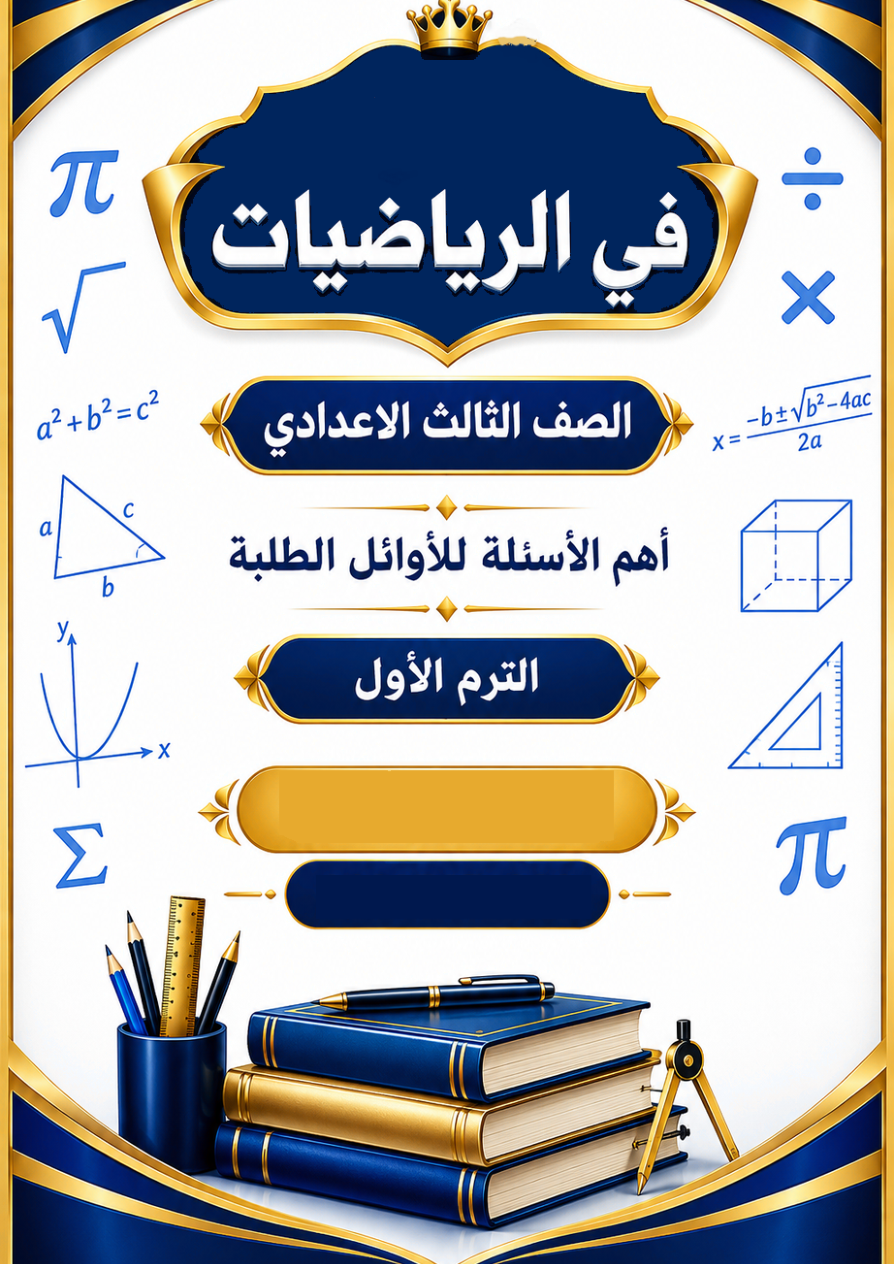 في الرياضيات
الصف الثالث الاعدادي
أهم الأسئلة للأوائل الطلبة
الترم الأول
π
÷
√
×
a²+b²=c²
x = −b±√b²−4ac / 2a
a
c
b
y
x
Σ
π